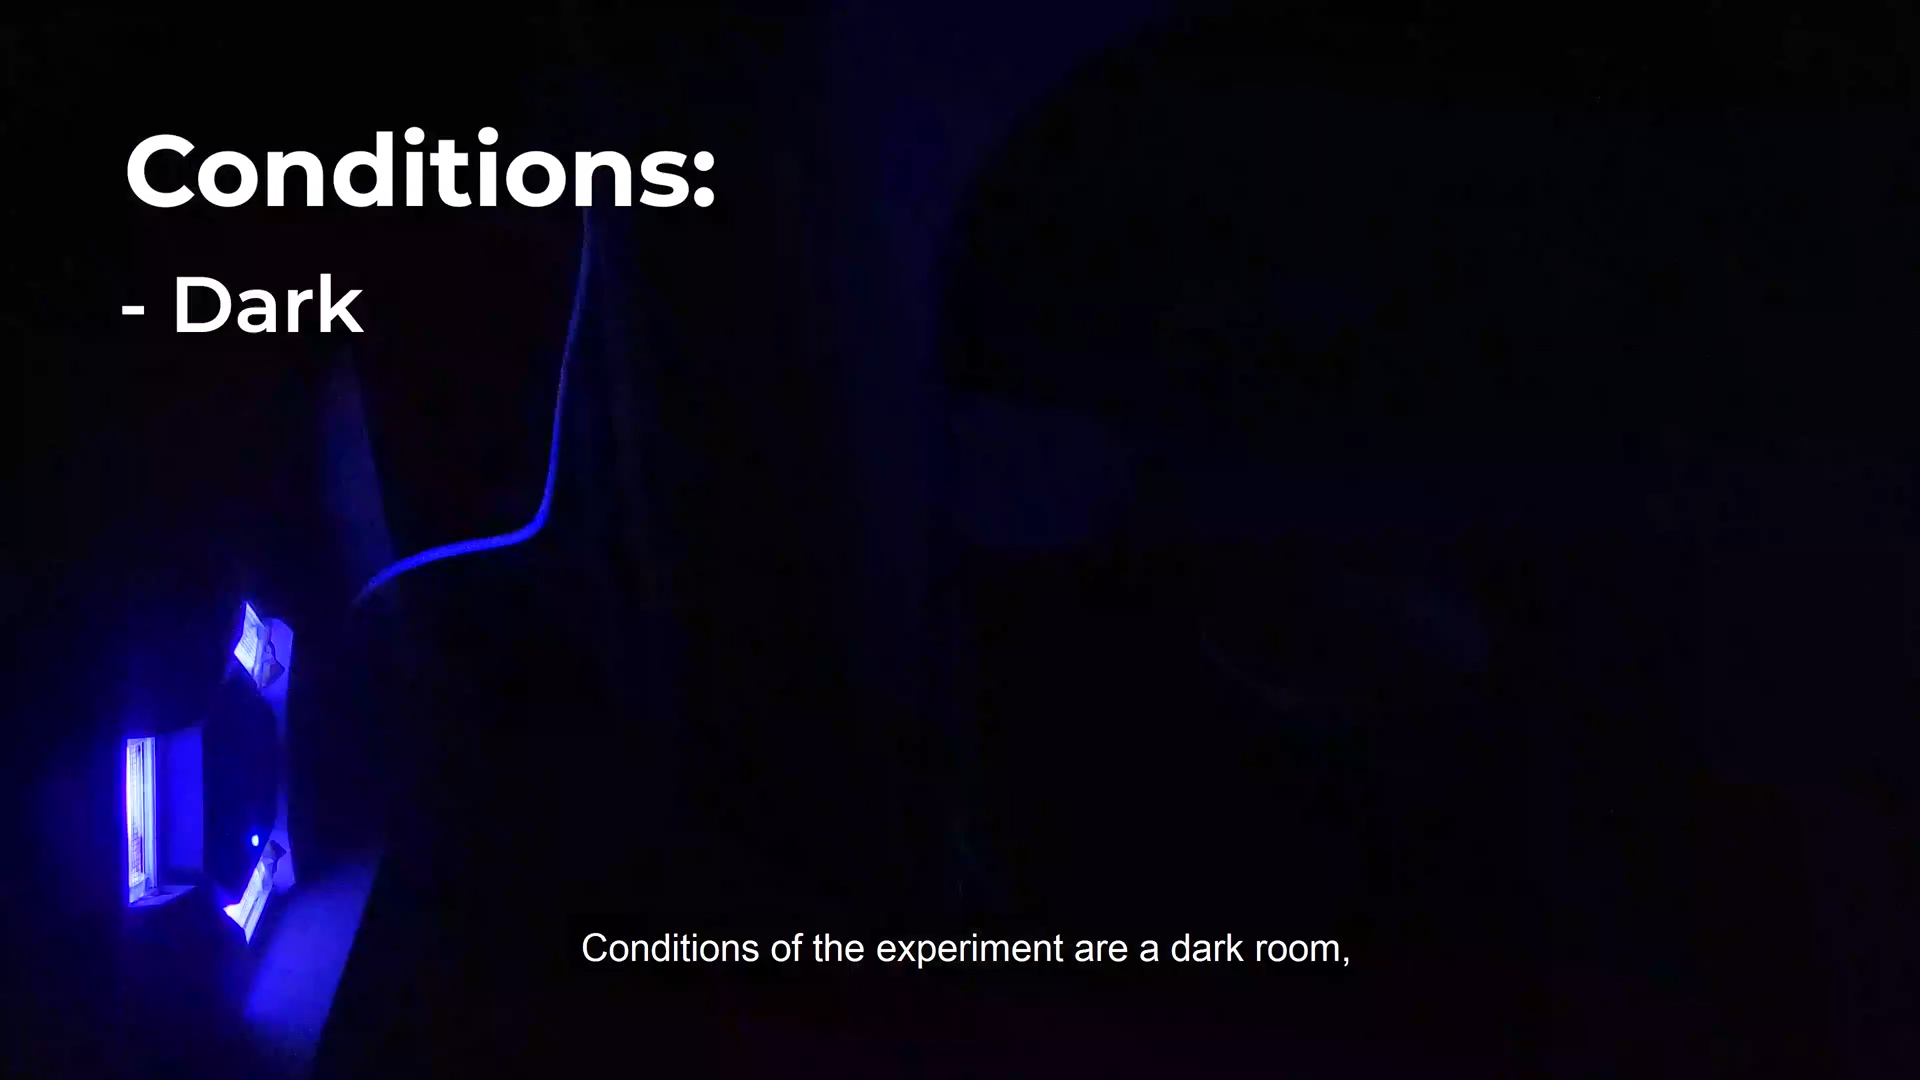 Conditions:
- Dark
Conditions of the experiment are a dark room,